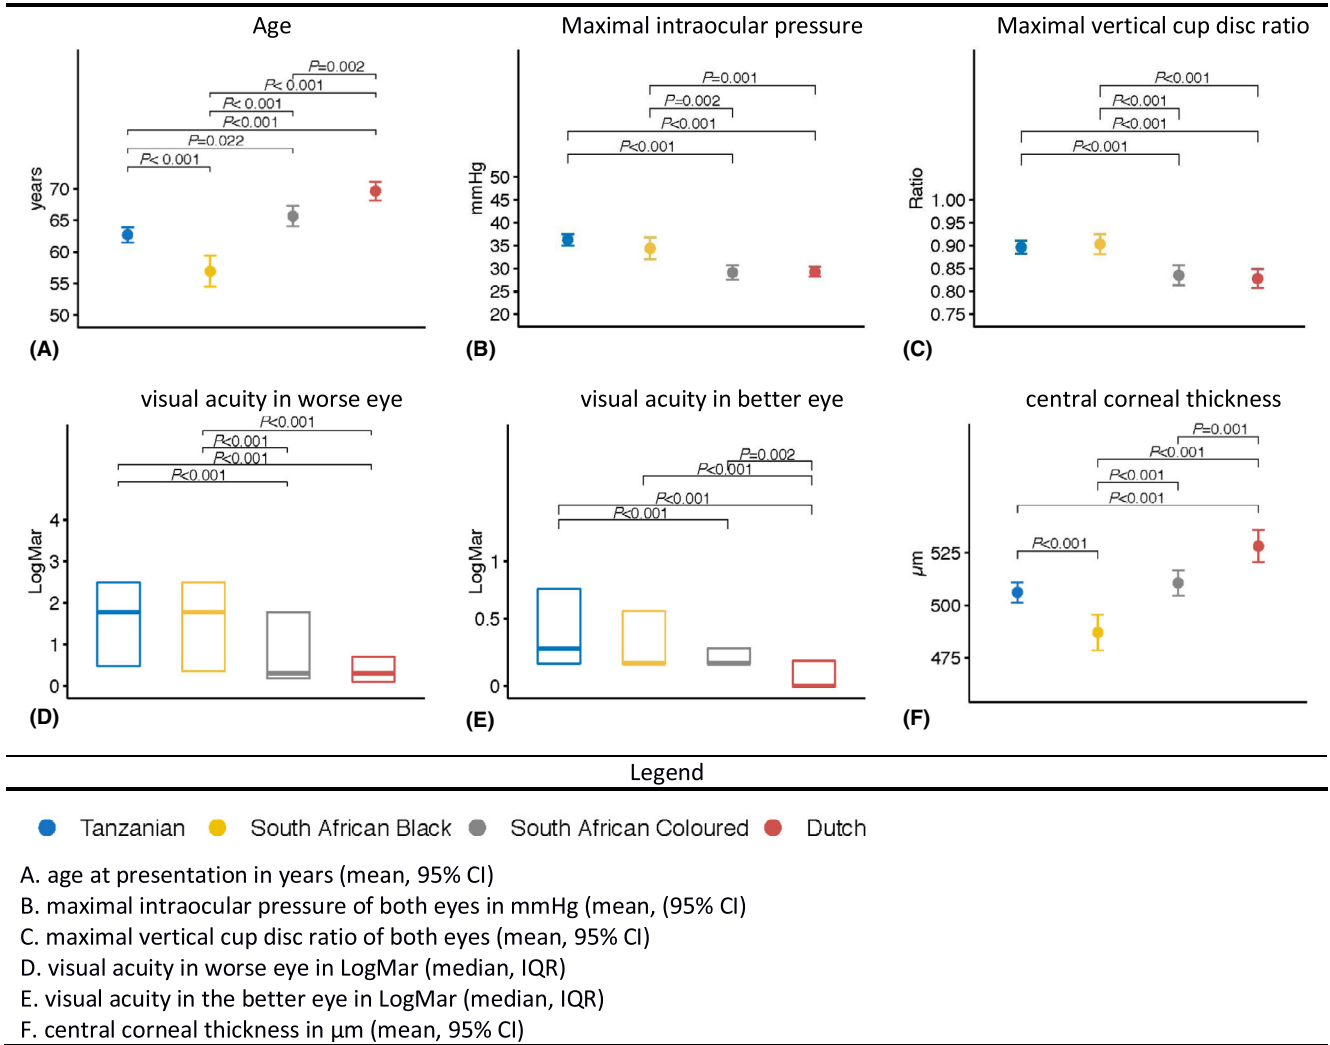 Age
Maximal intraocular pressure
Maximal vertical cup disc ratio
P=0.002
P< 0.001
P< 0.001
P<0.001
P=0.022
P< 0.001
years
70
65
60
55
50
(A)
P=0.001
P=0.002
P<0.001
P<0.001
mmHg
50
45
40
35
30
25
20
(B)
P<0.001
P<0.001
P<0.001
P<0.001
Ratio
1.00
0.95
0.90
0.85
0.80
0.75
(C)
visual acuity in worse eye
visual acuity in better eye
central corneal thickness
P<0.001
P<0.001
P<0.001
P<0.001
LogMar
4
3
2
1
0
(D)
P=0.002
P<0.001
P<0.001
P<0.001
LogMar
1
0.5
0
(E)
P=0.001
P<0.001
P<0.001
P<0.001
P<0.001
µm
525
500
475
(F)
Legend
Tanzanian South African Black South African Coloured Dutch
A. age at presentation in years (mean, 95% CI)
B. maximal intraocular pressure of both eyes in mmHg (mean, (95% CI)
C. maximal vertical cup disc ratio of both eyes (mean, 95% CI)
D. visual acuity in worse eye in LogMar (median, IQR)
E. visual acuity in the better eye in LogMar (median, IQR)
F. central corneal thickness in µm (mean, 95% CI)